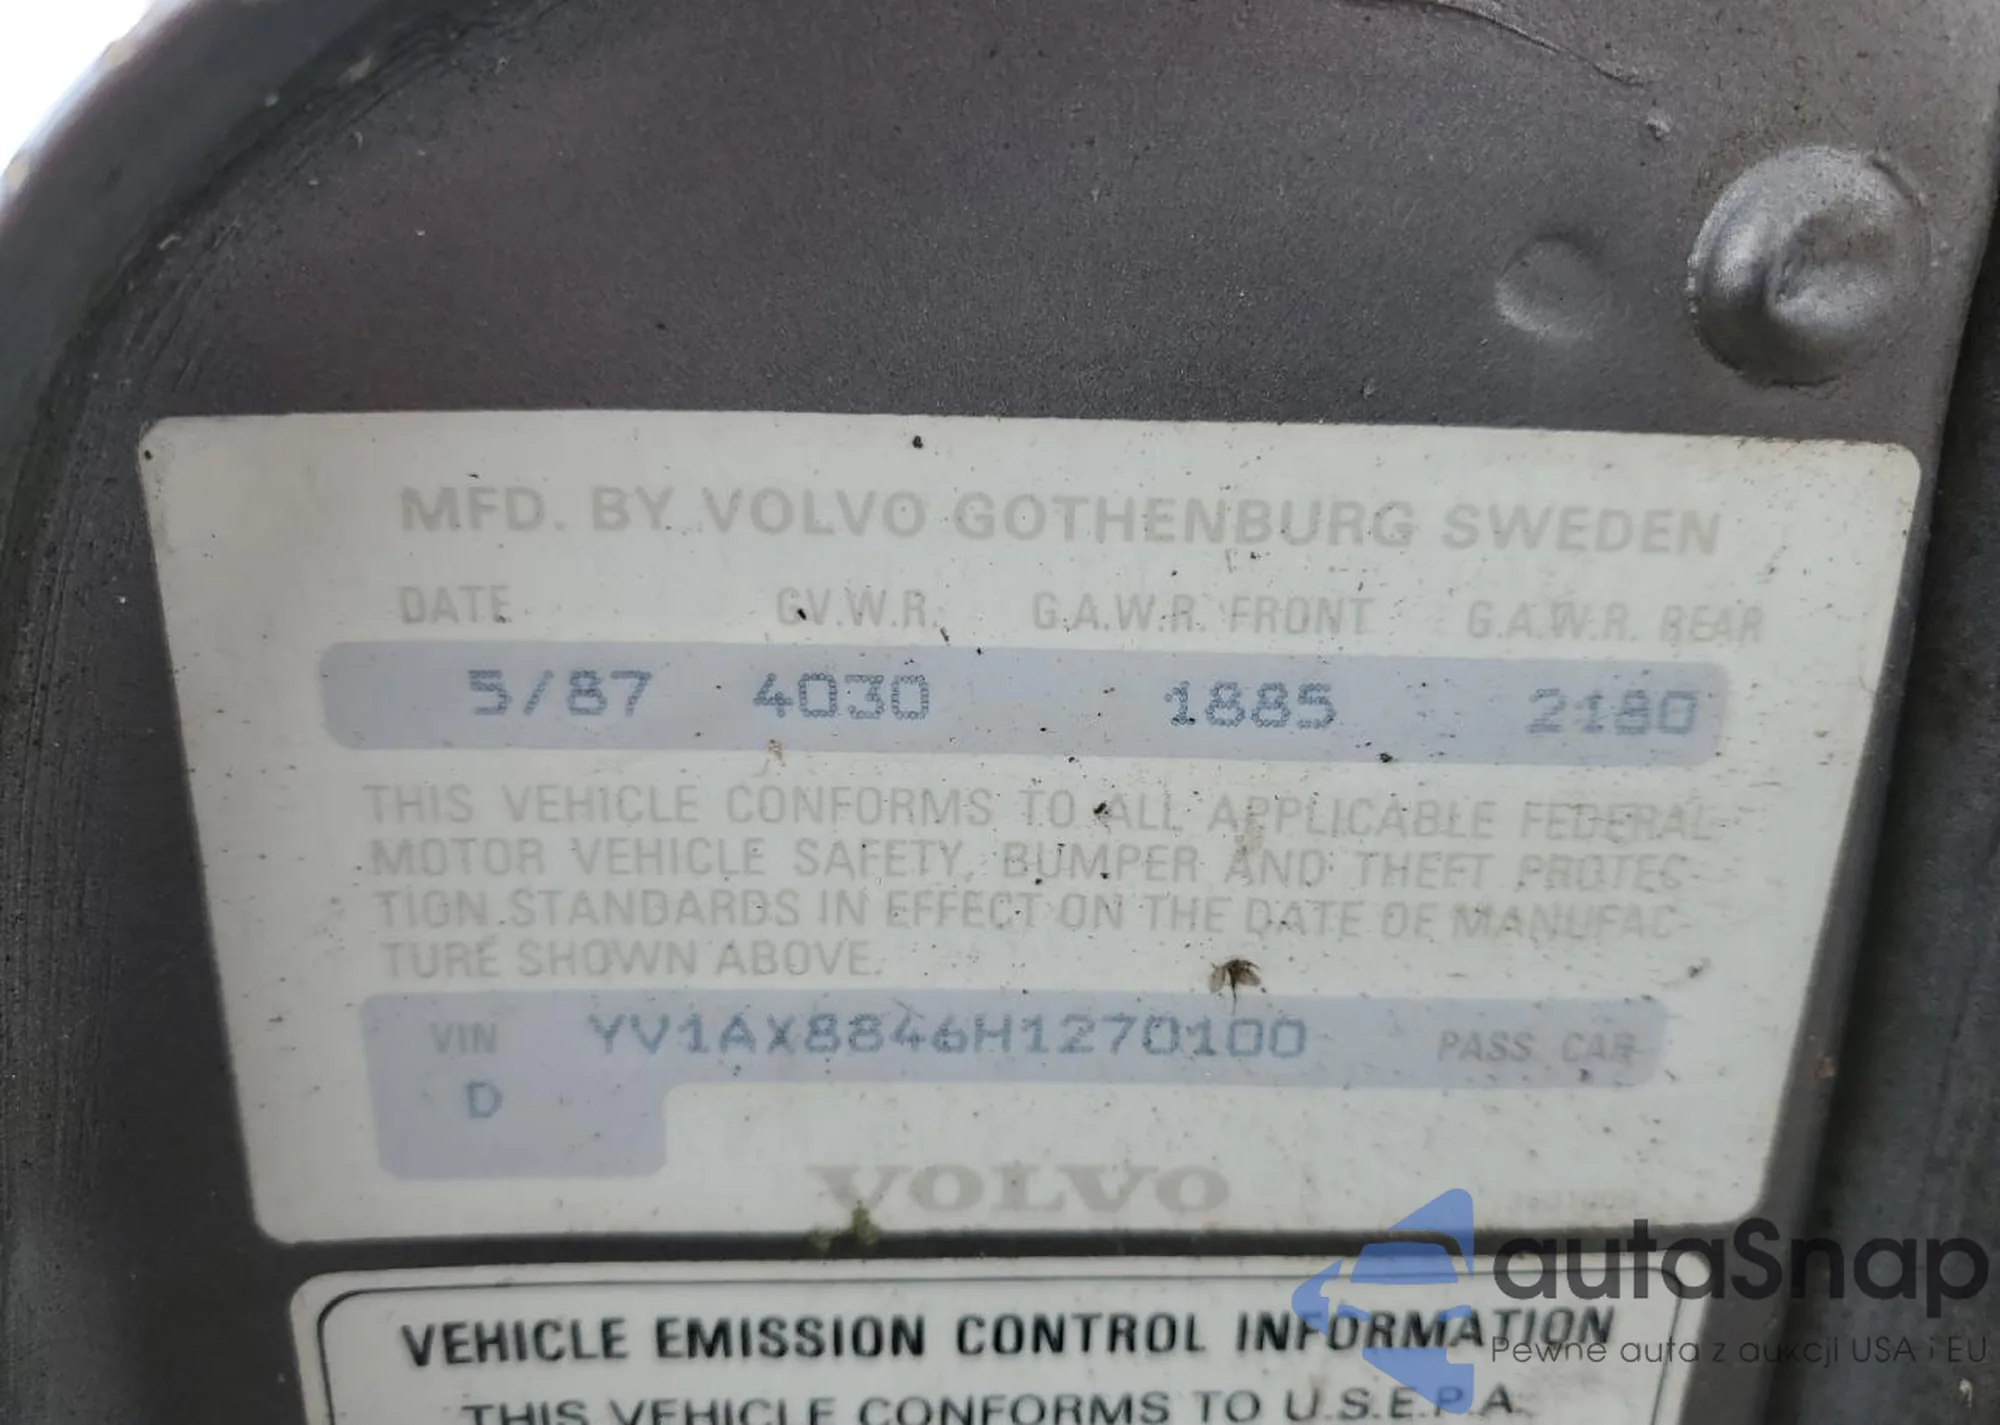 MFD. BY VOLVO GOTHENBURG SWEDEN
DATE G.V.W.R. G.A.W.R. FRONT G.A.W.R. REAR
5/87 4030 1885 2180
THIS VEHICLE CONFORMS TO ALL APPLICABLE FEDERAL
MOTOR VEHICLE SAFETY, BUMPER AND THEFT PROTEC-
TION STANDARDS IN EFFECT ON THE DATE OF MANUFAC-
TURE SHOWN ABOVE.
VIN YV1AX8846H1270100 PASS CAR
D
VOLVO
VEHICLE EMISSION CONTROL INFORMATION
THIS VEHICLE CONFORMS TO U.S.E.P.A.
autaSnap
Pewne auta z aukcji USA i EU